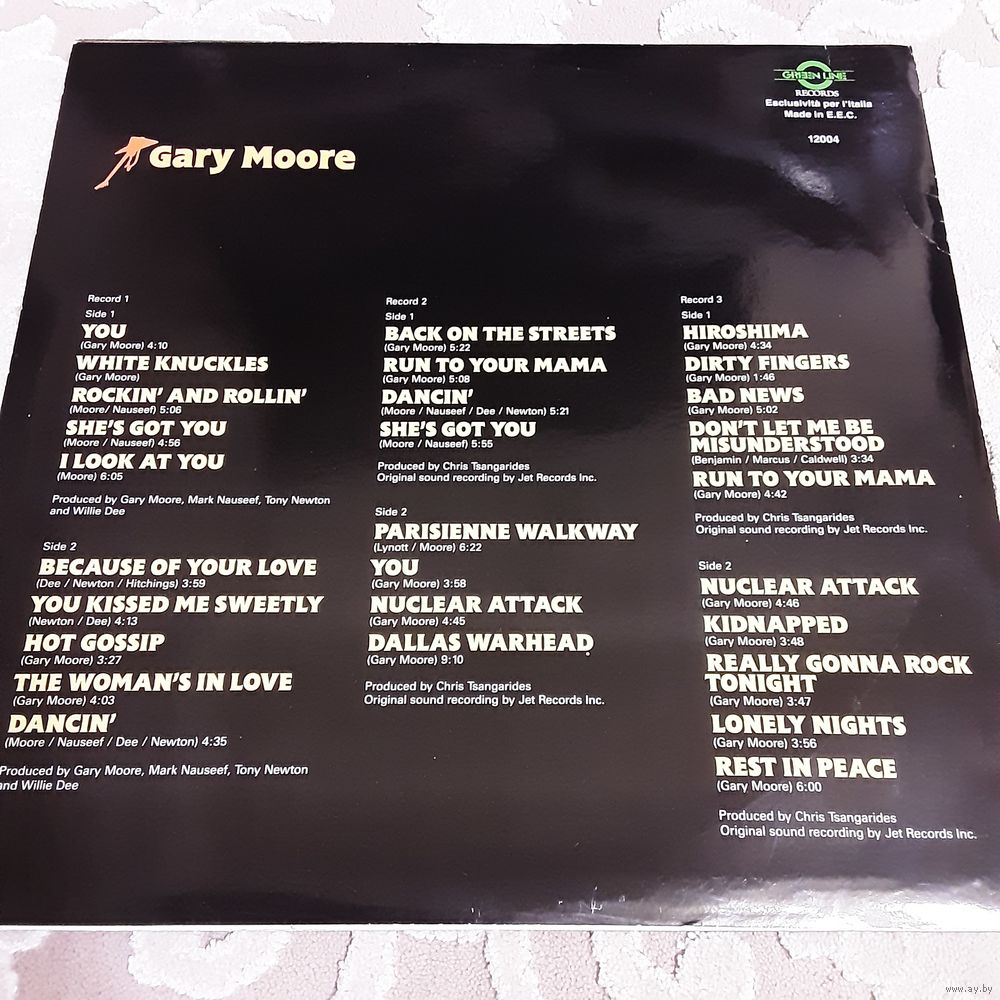 GREEN LINE
RECORDS
Esclusività per l'Italia
Made in E.E.C.
12004
Gary Moore
Record 1
Side 1
YOU
(Gary Moore) 4:10
WHITE KNUCKLES
(Gary Moore)
ROCKIN' AND ROLLIN'
(Moore/ Nauseef) 5:06
SHE'S GOT YOU
(Moore / Nauseef) 4:56
I LOOK AT YOU
(Moore) 6:05
Produced by Gary Moore, Mark Nauseef, Tony Newton
and Willie Dee
Side 2
BECAUSE OF YOUR LOVE
(Dee / Newton / Hitchings) 3:59
YOU KISSED ME SWEETLY
(Newton / Dee) 4:13
HOT GOSSIP
(Gary Moore) 3:27
THE WOMAN'S IN LOVE
(Gary Moore) 4:03
DANCIN'
(Moore / Nauseef / Dee / Newton) 4:35
Produced by Gary Moore, Mark Nauseef, Tony Newton
and Willie Dee
Record 2
Side 1
BACK ON THE STREETS
(Gary Moore) 5:22
RUN TO YOUR MAMA
(Gary Moore) 5:08
DANCIN'
(Moore / Nauseef / Dee / Newton) 5:21
SHE'S GOT YOU
(Moore / Nauseef) 5:55
Produced by Chris Tsangarides
Original sound recording by Jet Records Inc.
Side 2
PARISIENNE WALKWAY
(Lynott / Moore) 6:22
YOU
(Gary Moore) 3:58
NUCLEAR ATTACK
(Gary Moore) 4:45
DALLAS WARHEAD
(Gary Moore) 9:10
Produced by Chris Tsangarides
Original sound recording by Jet Records Inc.
Record 3
Side 1
HIROSHIMA
(Gary Moore) 4:34
DIRTY FINGERS
(Gary Moore) 1:46
BAD NEWS
(Gary Moore) 5:02
DON'T LET ME BE
MISUNDERSTOOD
(Benjamin / Marcus / Caldwell) 3:34
RUN TO YOUR MAMA
(Gary Moore) 4:42
Produced by Chris Tsangarides
Original sound recording by Jet Records Inc.
Side 2
NUCLEAR ATTACK
(Gary Moore) 4:46
KIDNAPPED
(Gary Moore) 3:48
REALLY GONNA ROCK
TONIGHT
(Gary Moore) 3:47
LONELY NIGHTS
(Gary Moore) 3:56
REST IN PEACE
(Gary Moore) 6:00
Produced by Chris Tsangarides
Original sound recording by Jet Records Inc.
www.ay.by